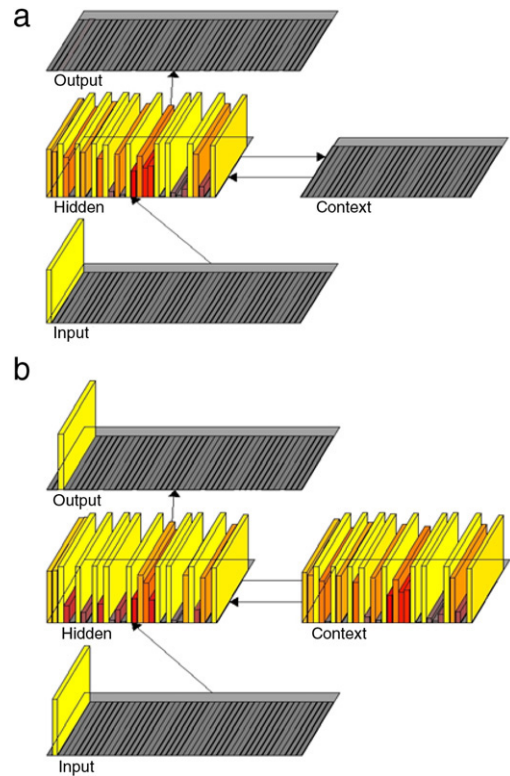 a
Output
Hidden
Context
Input
b
Output
Hidden
Context
Input